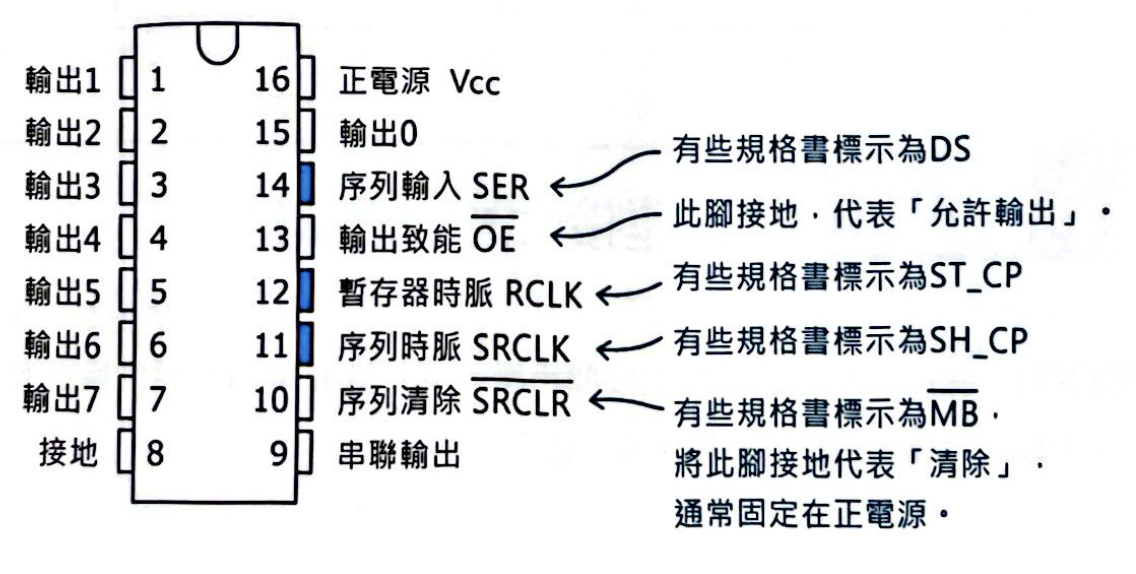 輸出1 1 16 正電源 Vcc
輸出2 2 15 輸出0
輸出3 3 14 序列輸入 SER
輸出4 4 13 輸出致能 O̅E̅
輸出5 5 12 暫存器時脈 RCLK
輸出6 6 11 序列時脈 SRCLK
輸出7 7 10 序列清除 S̅R̅C̅L̅R̅
接地 8 9 串聯輸出
有些規格書標示為DS
此腳接地，代表「允許輸出」。
有些規格書標示為ST_CP
有些規格書標示為SH_CP
有些規格書標示為M̅B̅，
將此腳接地代表「清除」，
通常固定在正電源。